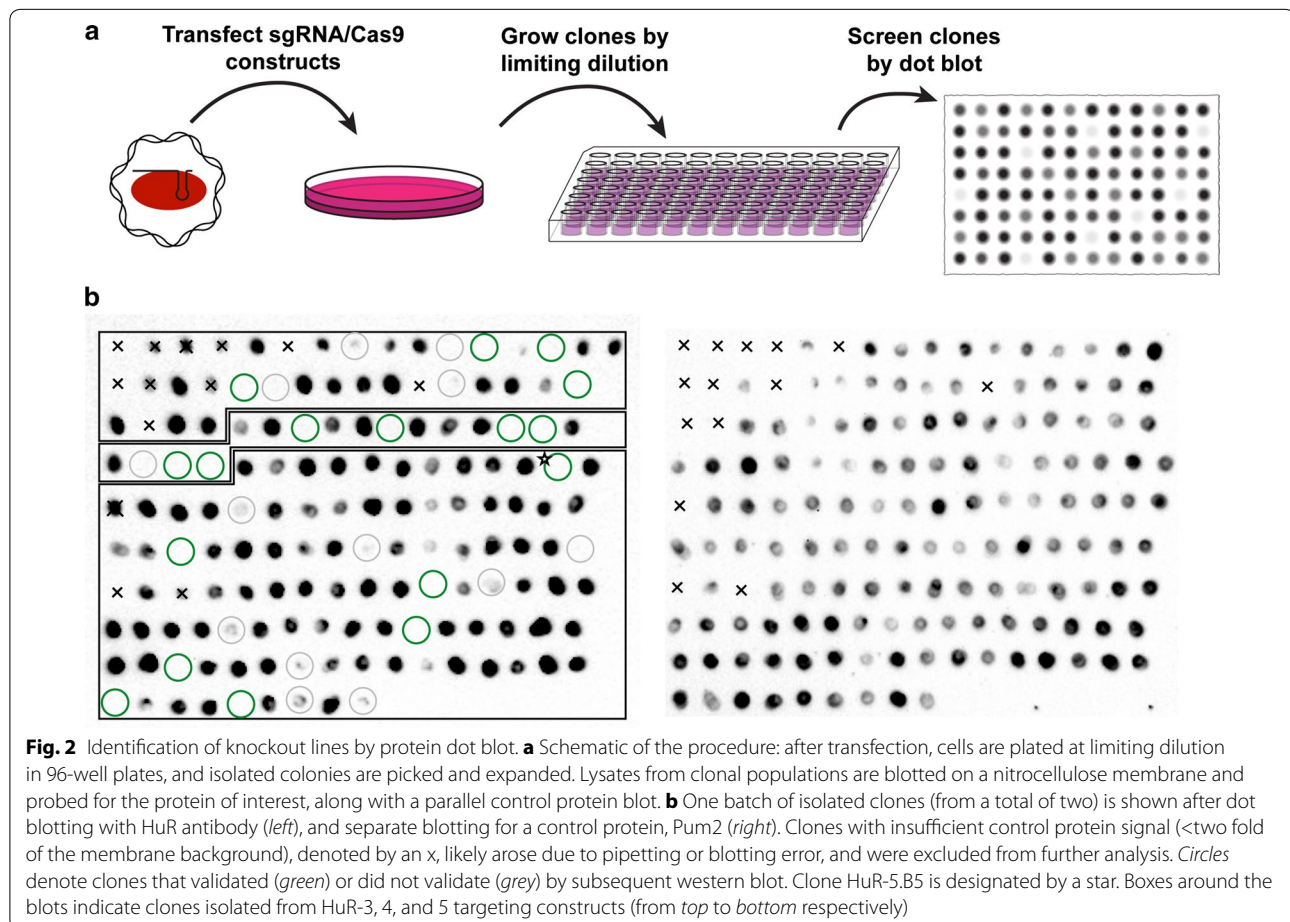 a
Transfect sgRNA/Cas9
constructs
Grow clones by
limiting dilution
Screen clones
by dot blot
b
Fig. 2 Identification of knockout lines by protein dot blot. a Schematic of the procedure: after transfection, cells are plated at limiting dilution
in 96-well plates, and isolated colonies are picked and expanded. Lysates from clonal populations are blotted on a nitrocellulose membrane and
probed for the protein of interest, along with a parallel control protein blot. b One batch of isolated clones (from a total of two) is shown after dot
blotting with HuR antibody (left), and separate blotting for a control protein, Pum2 (right). Clones with insufficient control protein signal (<two fold
of the membrane background), denoted by an x, likely arose due to pipetting or blotting error, and were excluded from further analysis. Circles
denote clones that validated (green) or did not validate (grey) by subsequent western blot. Clone HuR-5.B5 is designated by a star. Boxes around the
blots indicate clones isolated from HuR-3, 4, and 5 targeting constructs (from top to bottom respectively)